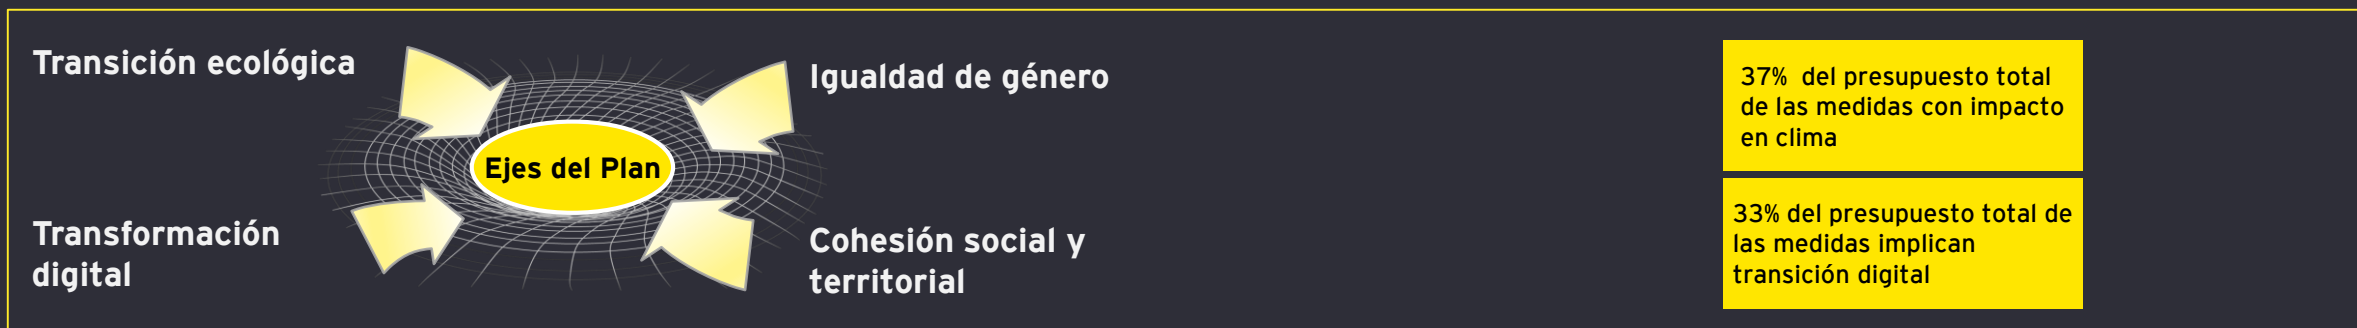 Transición ecológica
Igualdad de género
Ejes del Plan
Transformación
digital
Cohesión social y
territorial
37% del presupuesto total
de las medidas con impacto
en clima
33% del presupuesto total de
las medidas implican
transición digital